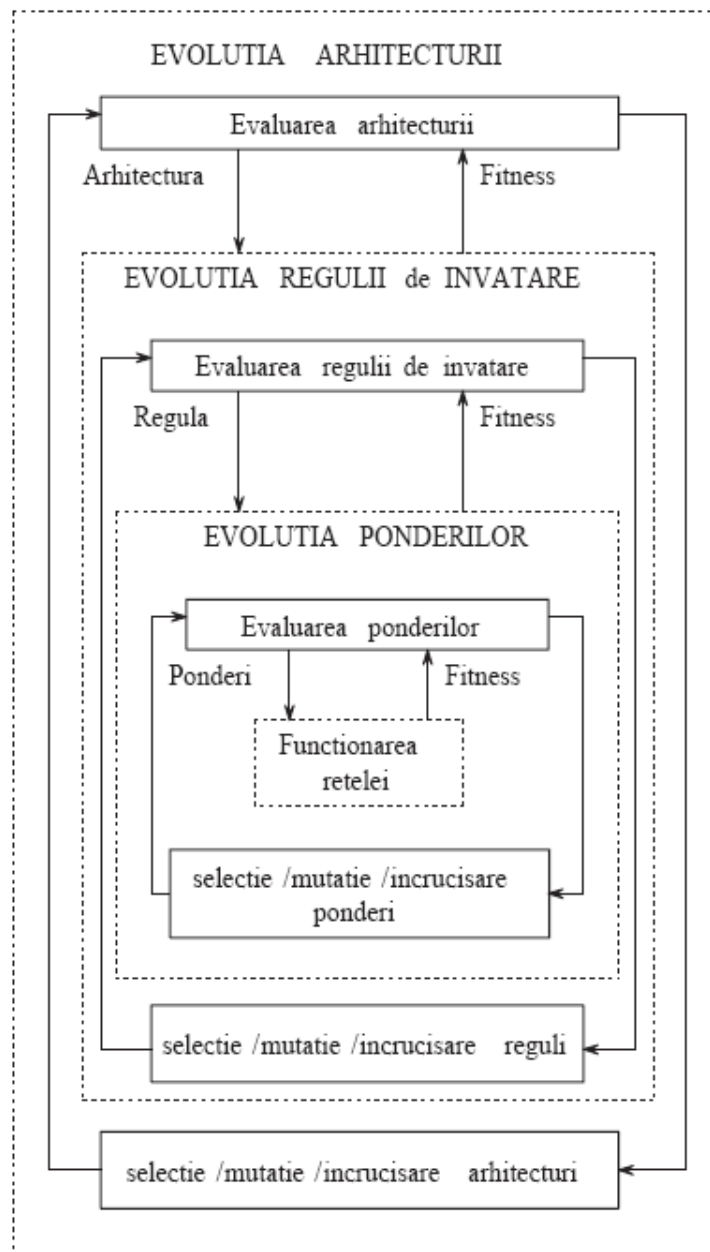 EVOLUTIA ARHITECTURII
Evaluarea arhitecturii
Arhitectura
Fitness
EVOLUTIA REGULII de INVATARE
Evaluarea regulii de invatare
Regula
Fitness
EVOLUTIA PONDERILOR
Evaluarea ponderilor
Ponderi
Fitness
Functionarea
retelei
selectie /mutatie /incrucisare
ponderi
selectie /mutatie /incrucisare reguli
selectie /mutatie /incrucisare arhitecturi